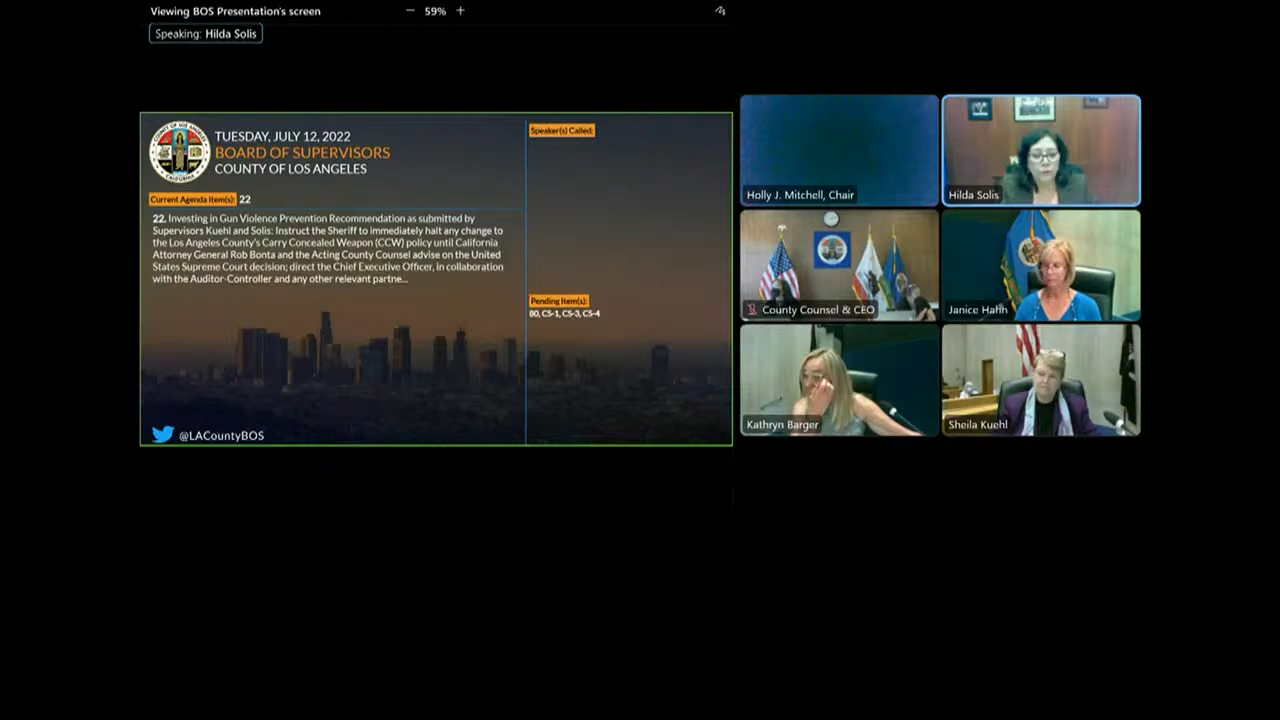 Viewing BOS Presentation's screen
59%
Speaking: Hilda Solis
TUESDAY, JULY 12, 2022
BOARD OF SUPERVISORS
COUNTY OF LOS ANGELES
Current Agenda Item(s): 22
22. Investing in Gun Violence Prevention Recommendation as submitted by
Supervisors Kuehl and Solis: Instruct the Sheriff to immediately halt any change to
the Los Angeles County's Carry Concealed Weapon (CCW) policy until California
Attorney General Rob Bonta and the Acting County Counsel advise on the United
States Supreme Court decision; direct the Chief Executive Officer, in collaboration
with the Auditor-Controller and any other relevant partne...
@LACountyBOS
Speaker(s) Called:
Pending Item(s):
80, CS-1, CS-3, CS-4
Holly J. Mitchell, Chair
Hilda Solis
County Counsel & CEO
Janice Hahn
Kathryn Barger
Sheila Kuehl